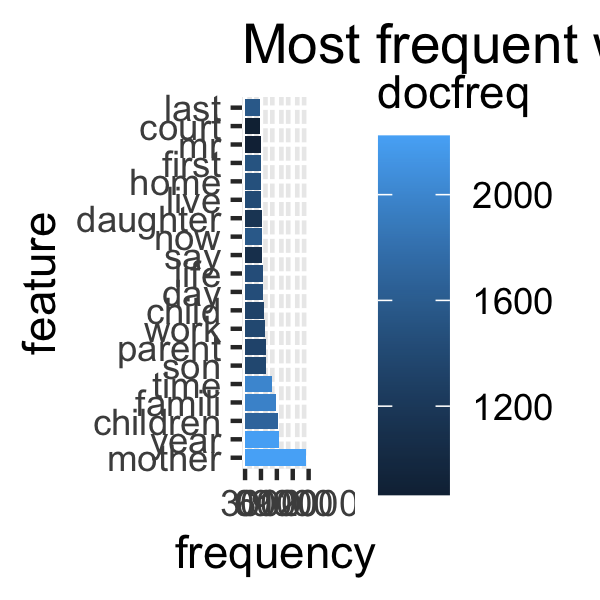 Most frequent
docfreq
2000
1600
1200
feature
last
court
mr
first
home
live
daughter
now
say
life
day
child
work
parent
son
time
famili
children
year
mother
frequency